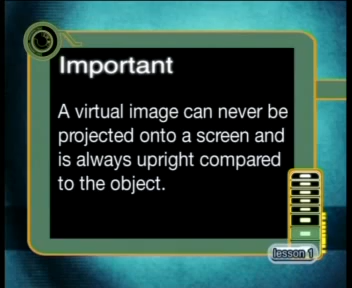 Important
A virtual image can never be
projected onto a screen and
is always upright compared
to the object.
lesson 1